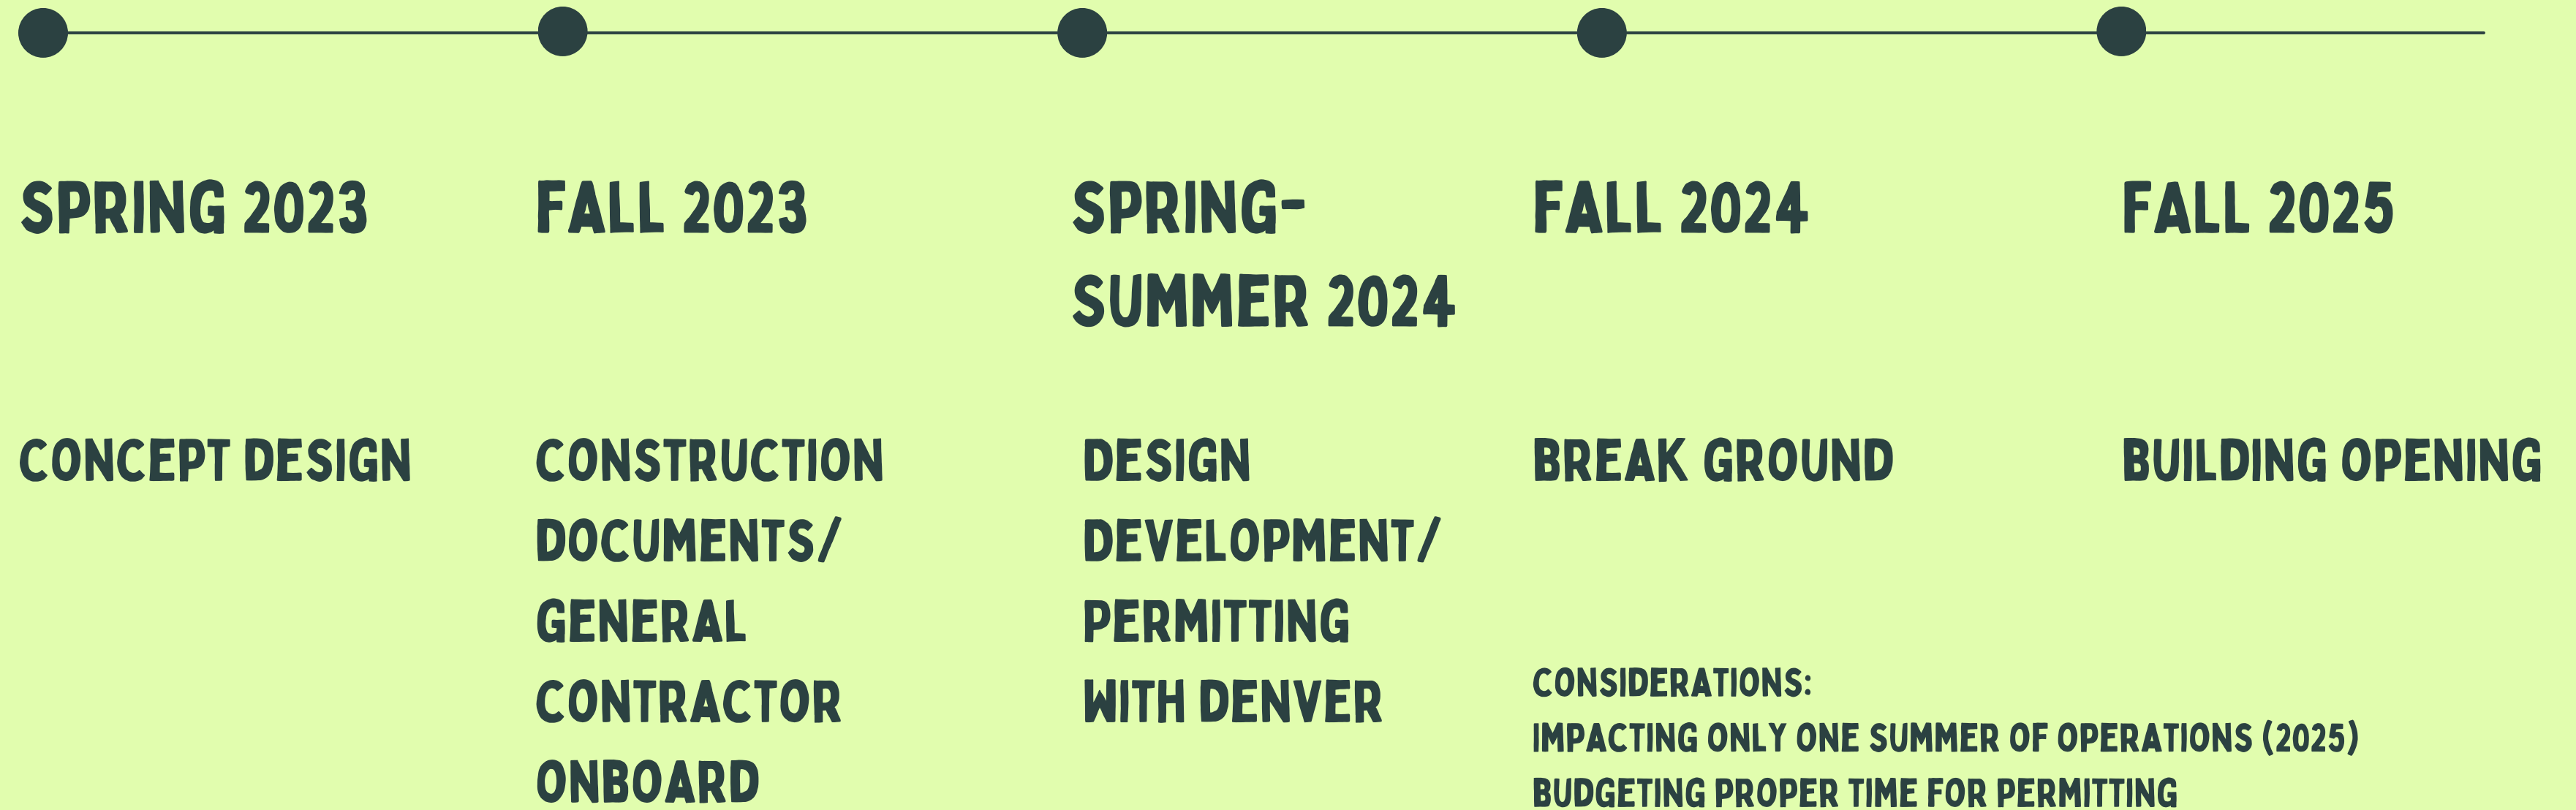 SPRING 2023
FALL 2023
SPRING-
SUMMER 2024
FALL 2024
FALL 2025
CONCEPT DESIGN
CONSTRUCTION
DOCUMENTS/
GENERAL
CONTRACTOR
ONBOARD
DESIGN
DEVELOPMENT/
PERMITTING
WITH DENVER
BREAK GROUND
BUILDING OPENING
CONSIDERATIONS:
IMPACTING ONLY ONE SUMMER OF OPERATIONS (2025)
BUDGETING PROPER TIME FOR PERMITTING